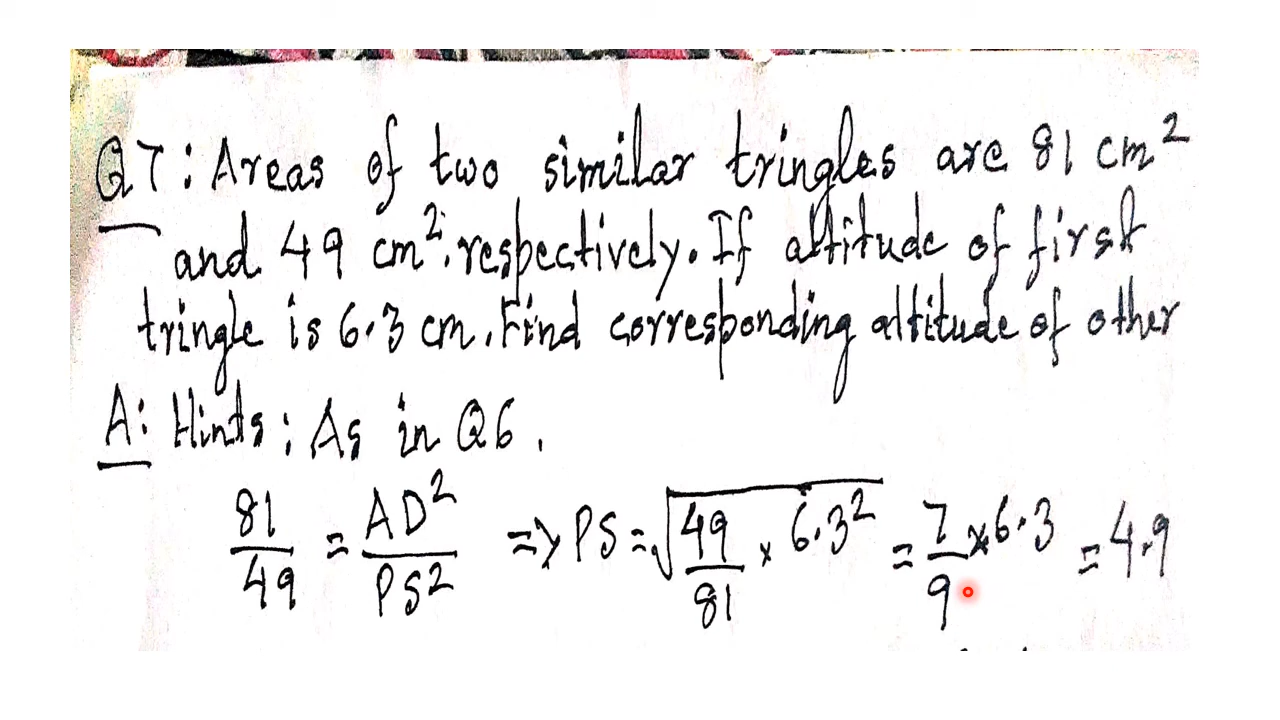 Q7: Areas of two similar tringles are 81 cm²
and 49 cm², respectively. If altitude of first
tringle is 6.3 cm. Find corresponding altitude of other
A: Hints: As in Q6.
81/49 = AD²/PS² => PS = √(49/81 × 6.3²) = 7/9 × 6.3 = 4.9